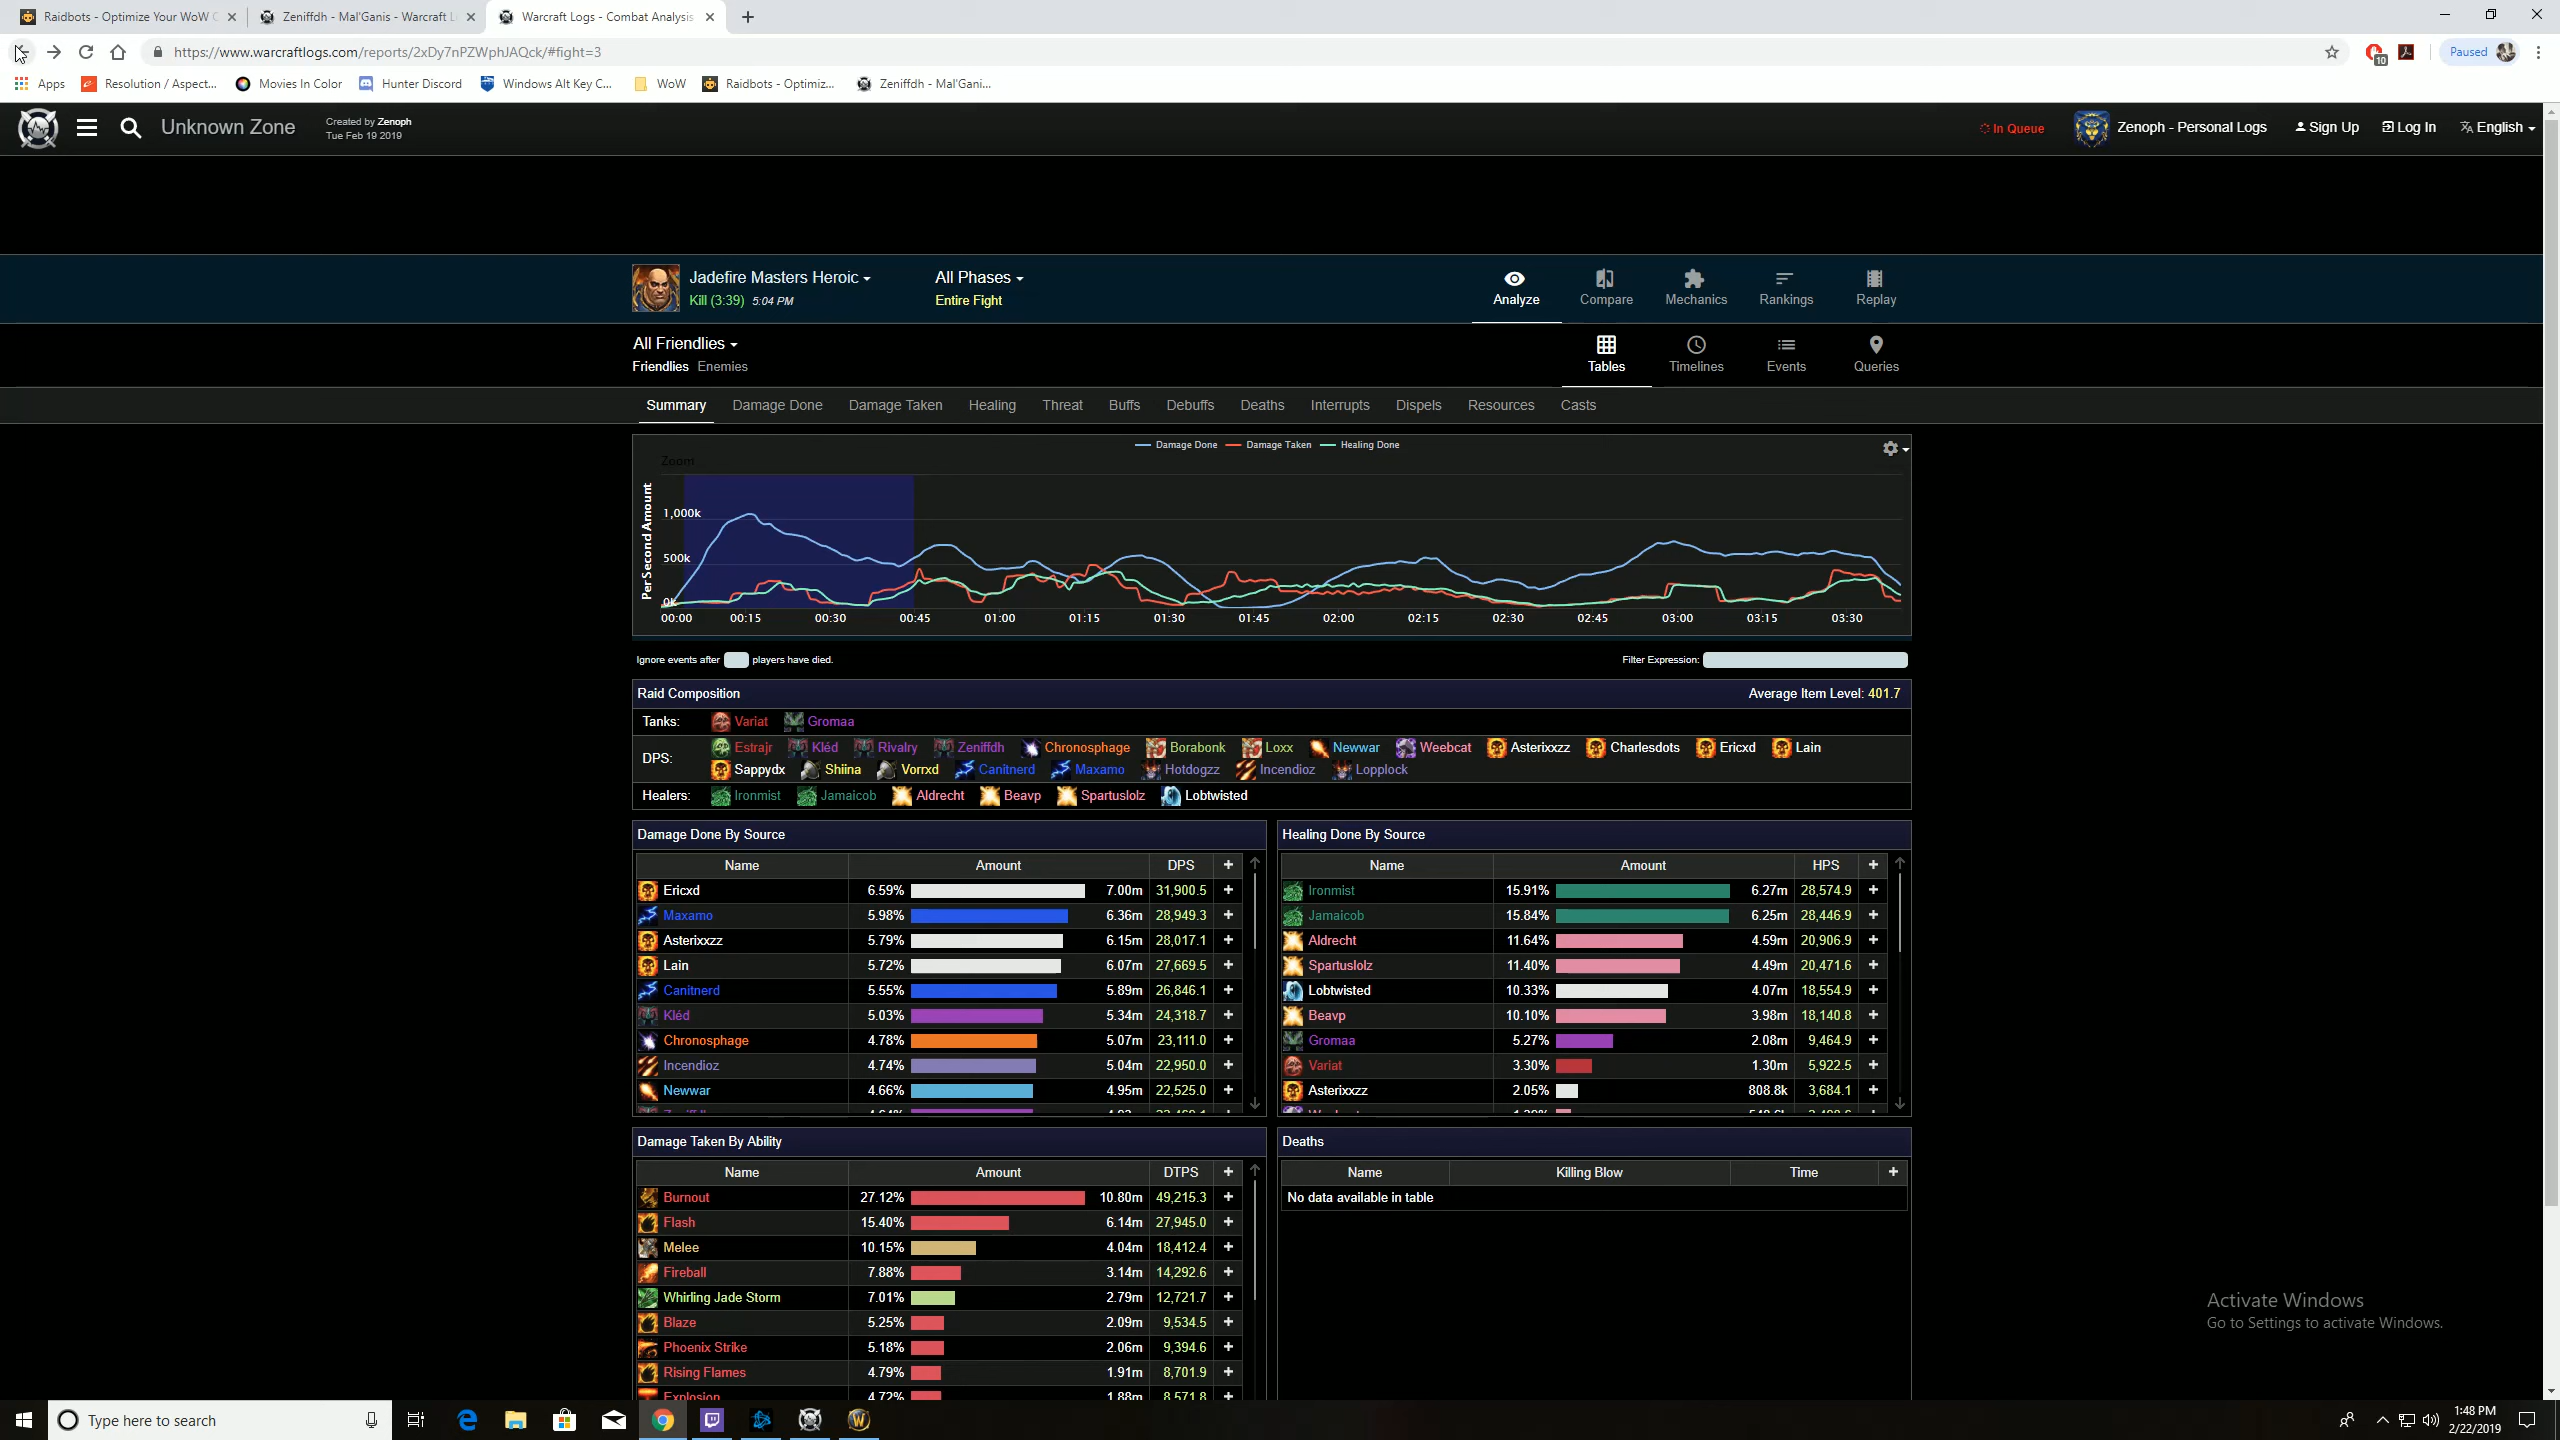 Raidbots - Optimize Your WoW
Zeniffdh - Mal'Ganis - Warcraft
Warcraft Logs - Combat Analysis
https://www.warcraftlogs.com/reports/2xDy7nPZWphJAQck/#fight=3
10
Paused
Apps
Resolution / Aspect...
Movies In Color
Hunter Discord
Windows Alt Key C...
WoW
Raidbots - Optimiz...
Zeniffdh - Mal'Gani...
Unknown Zone
Created by Zenoph
Tue Feb 19 2019
In Queue
Zenoph - Personal Logs
Sign Up
Log In
English
Jadefire Masters Heroic
Kill (3:39) 5:04 PM
All Phases
Entire Fight
Analyze
Compare
Mechanics
Rankings
Replay
All Friendlies
Friendlies Enemies
Tables
Timelines
Events
Queries
Summary Damage Done Damage Taken Healing Threat Buffs Debuffs Deaths Interrupts Dispels Resources Casts
Damage Done Damage Taken Healing Done
Zoom
Per Second Amount
1,000k
500k
0k
00:00 00:15 00:30 00:45 01:00 01:15 01:30 01:45 02:00 02:15 02:30 02:45 03:00 03:15 03:30
Ignore events after players have died.
Filter Expression:
Raid Composition
Average Item Level: 401.7
Tanks: Variat Gromaa
DPS: Estrajr Kléd Rivalry Zeniffdh Chronosphage Borabonk Loxx Newwar Weebcat Asterixxzz Charlesdots Ericxd Lain
Sappydx Shiina Vorrxd Canitnerd Maxamo Hotdogzz Incendioz Lopplock
Healers: Ironmist Jamaicob Aldrecht Beavp Spartuslolz Lobtwisted
Damage Done By Source
Name Amount DPS +
Ericxd 6.59% 7.00m 31,900.5 +
Maxamo 5.98% 6.36m 28,949.3 +
Asterixxzz 5.79% 6.15m 28,017.1 +
Lain 5.72% 6.07m 27,669.5 +
Canitnerd 5.55% 5.89m 26,846.1 +
Kléd 5.03% 5.34m 24,318.7 +
Chronosphage 4.78% 5.07m 23,111.0 +
Incendioz 4.74% 5.04m 22,950.0 +
Newwar 4.66% 4.95m 22,525.0 +
Healing Done By Source
Name Amount HPS +
Ironmist 15.91% 6.27m 28,574.9 +
Jamaicob 15.84% 6.25m 28,446.9 +
Aldrecht 11.64% 4.59m 20,906.9 +
Spartuslolz 11.40% 4.49m 20,471.6 +
Lobtwisted 10.33% 4.07m 18,554.9 +
Beavp 10.10% 3.98m 18,140.8 +
Gromaa 5.27% 2.08m 9,464.9 +
Variat 3.30% 1.30m 5,922.5 +
Asterixxzz 2.05% 808.8k 3,684.1 +
Damage Taken By Ability
Name Amount DTPS +
Burnout 27.12% 10.80m 49,215.3 +
Flash 15.40% 6.14m 27,945.0 +
Melee 10.15% 4.04m 18,412.4 +
Fireball 7.88% 3.14m 14,292.6 +
Whirling Jade Storm 7.01% 2.79m 12,721.7 +
Blaze 5.25% 2.09m 9,534.5 +
Phoenix Strike 5.18% 2.06m 9,394.6 +
Rising Flames 4.79% 1.91m 8,701.9 +
Explosion 4.72% 1.88m 8,571.8 +
Deaths
Name Killing Blow Time +
No data available in table
Activate Windows
Go to Settings to activate Windows.
Type here to search
1:48 PM
2/22/2019